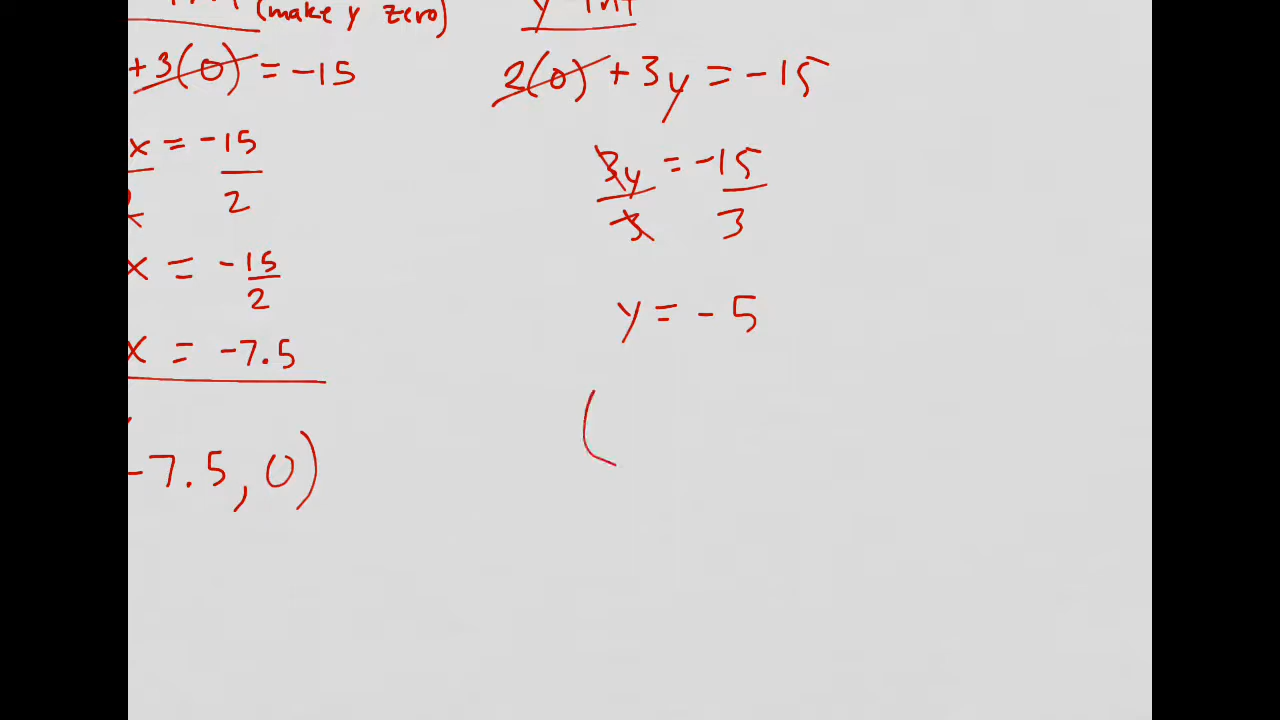 (make y zero)
+3(0) = -15
x = -15
2
x = -15
2
x = -7.5
-7.5, 0)
y-int
2(0) + 3y = -15
3y = -15
3 3
y = -5
(